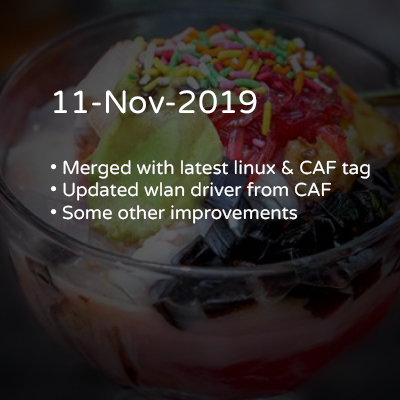 11-Nov-2019
• Merged with latest linux & CAF tag
• Updated wlan driver from CAF
• Some other improvements